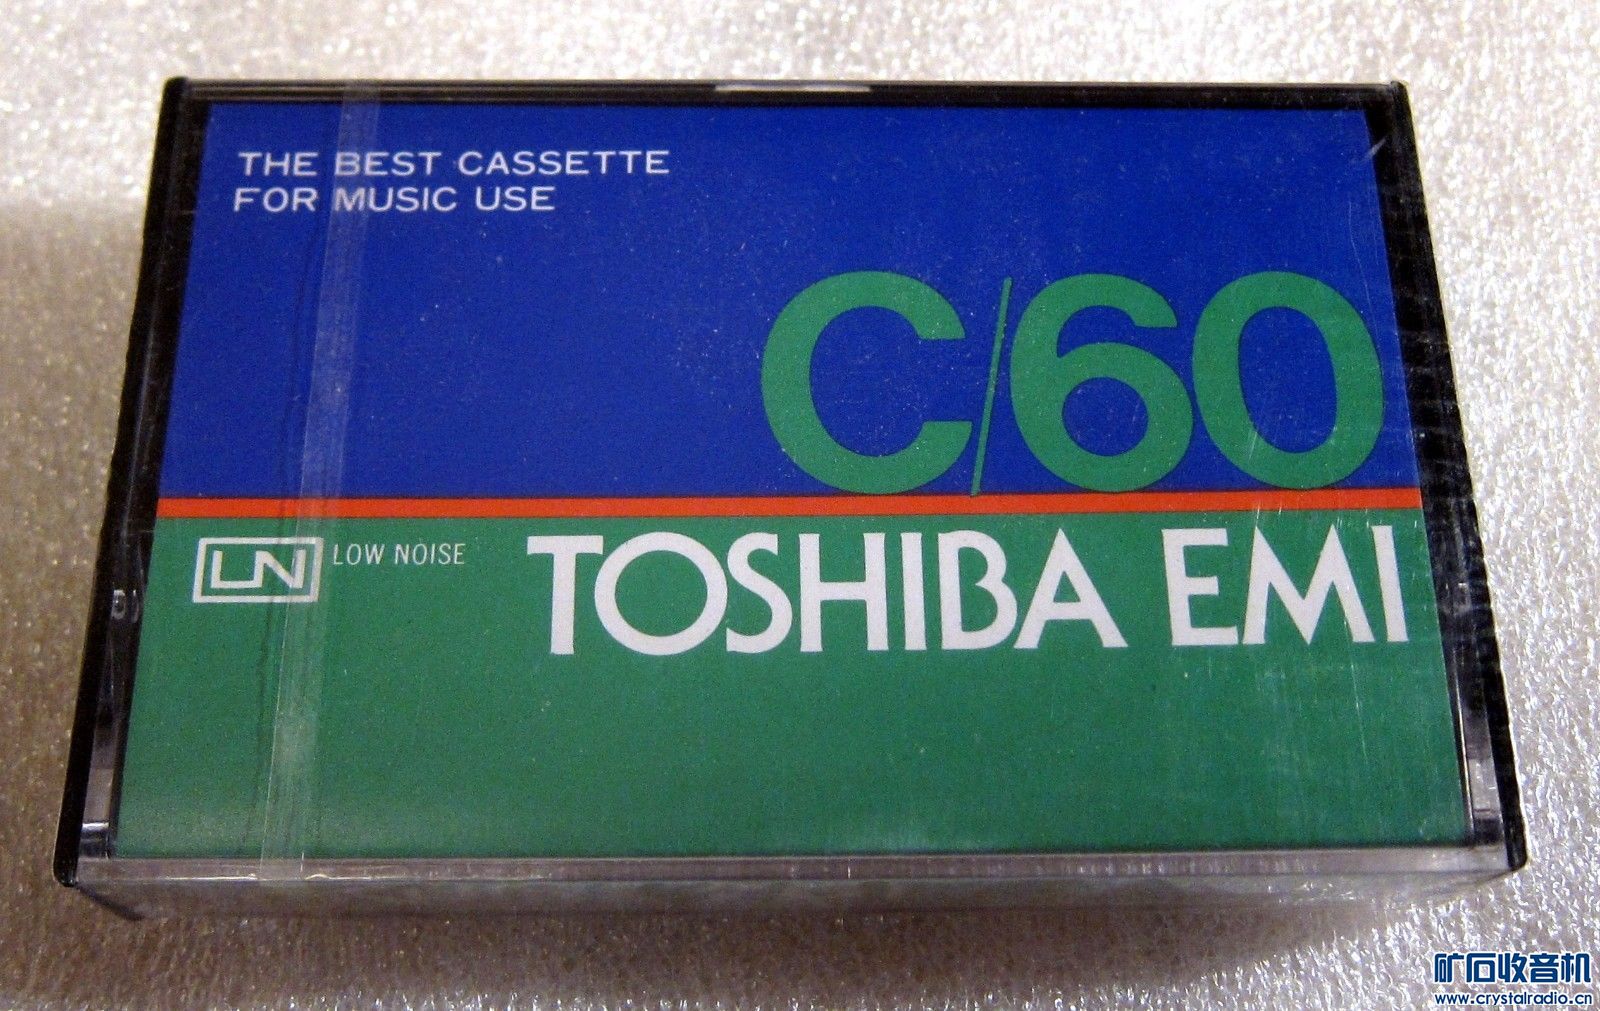 THE BEST CASSETTE
FOR MUSIC USE
C/60
LN LOW NOISE
TOSHIBA EMI
矿石收音机
www.crystalradio.cn